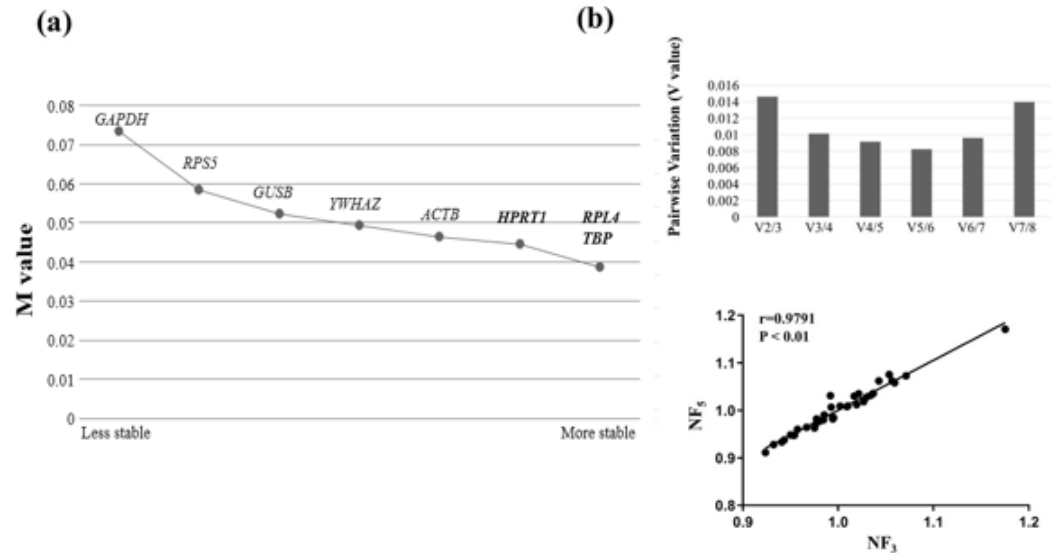 (a)
M value
0.08
0.07
0.06
0.05
0.04
0.03
0.02
0.01
0
GAPDH
RPS5
GUSB
YWHAZ
ACTB
HPRT1
RPL4
TBP
Less stable
More stable
(b)
Pairwise Variation (V value)
0.016
0.014
0.012
0.01
0.008
0.006
0.004
0.002
0
V2/3
V3/4
V4/5
V5/6
V6/7
V7/8
NF5
1.2
1.1
1.0
0.9
0.8
r=0.9791
P < 0.01
0.9
1.0
1.1
1.2
NF3